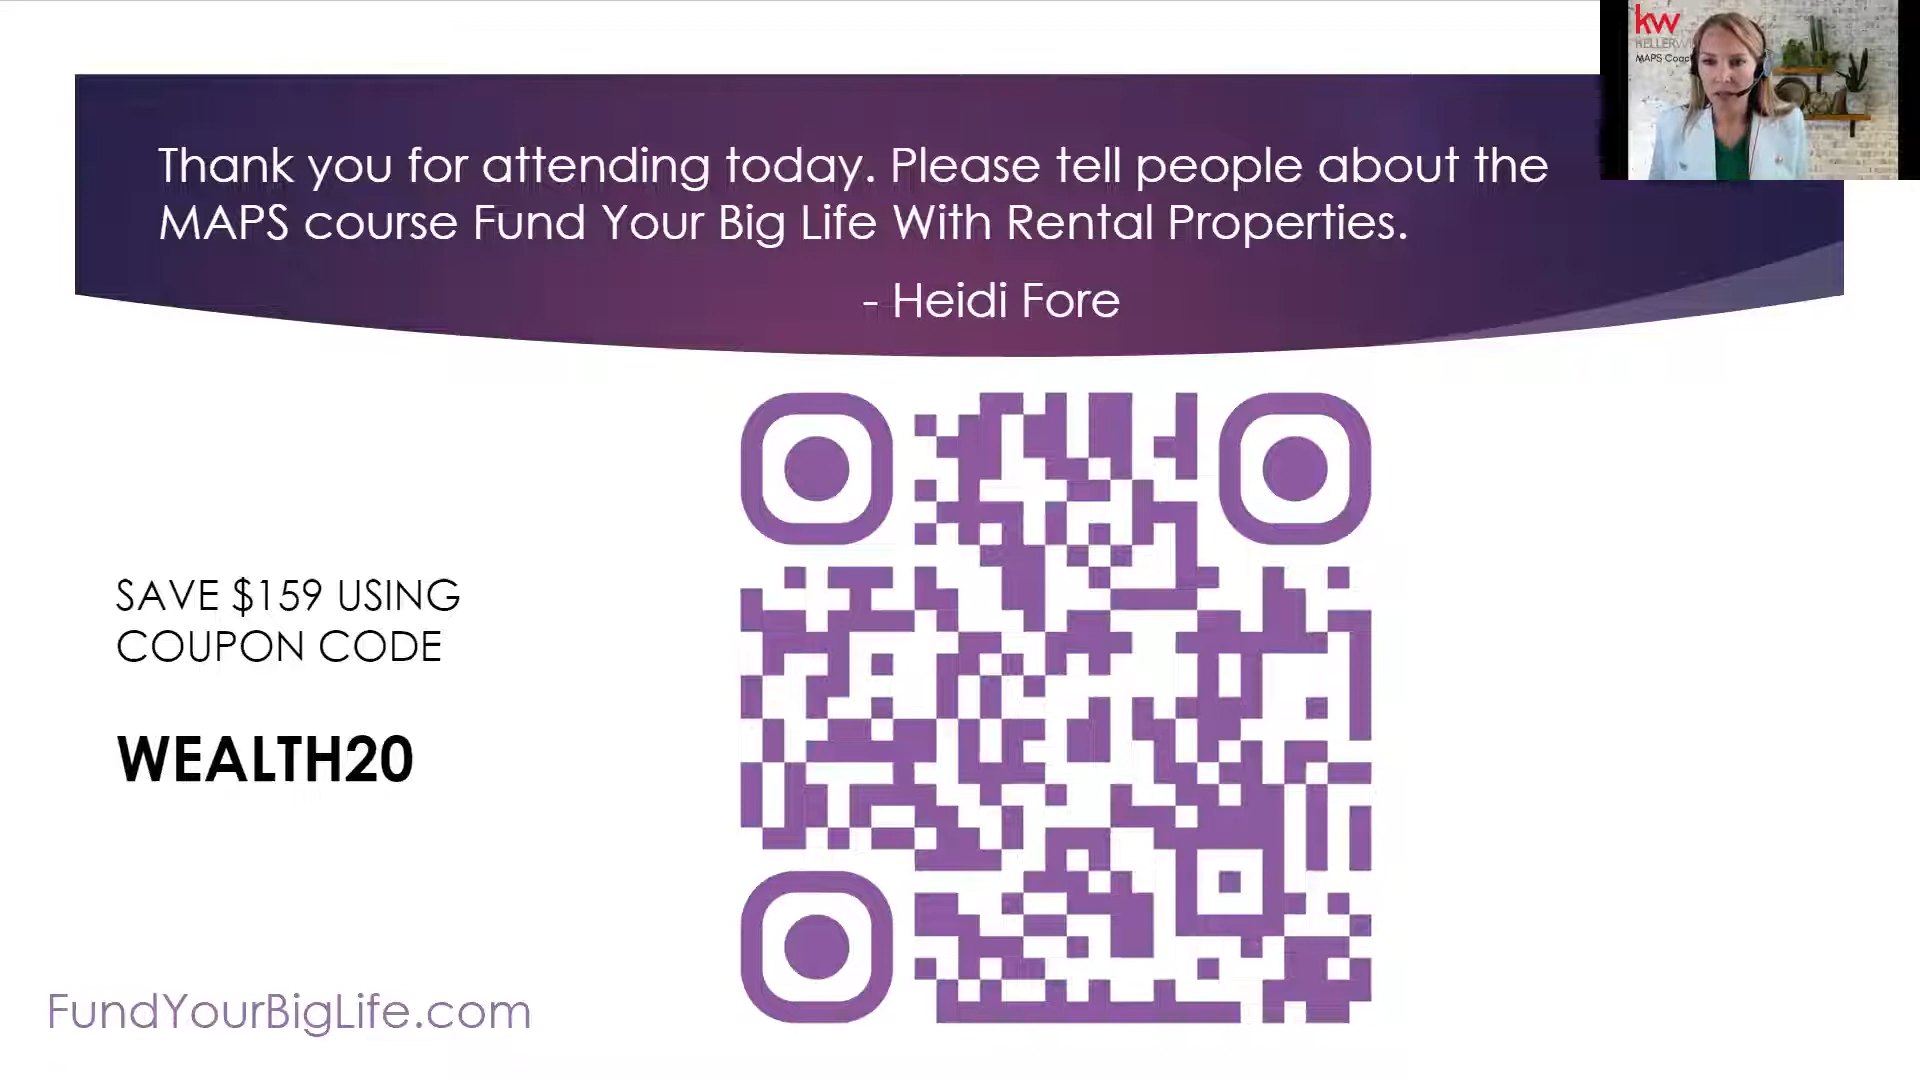 Thank you for attending today. Please tell people about the
MAPS course Fund Your Big Life With Rental Properties.
- Heidi Fore
kw
KELLERW
MAPS Coac
SAVE $159 USING
COUPON CODE
WEALTH20
FundYourBigLife.com